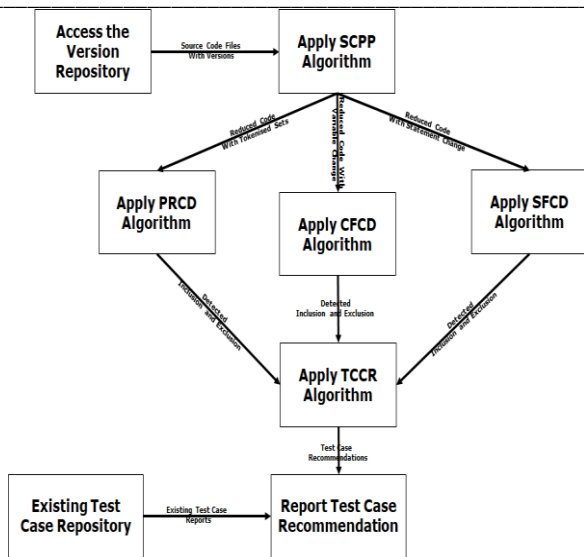 Access the
Version
Repository
Source Code Files
With Versions
Apply SCPP
Algorithm
Reduced Code
With Tokenised Sets
Reduced Code With
Variable Change
Reduced Code
With Statement Change
Apply PRCD
Algorithm
Apply CFCD
Algorithm
Apply SFCD
Algorithm
Detected
Inclusion and Exclusion
Detected
Inclusion and Exclusion
Detected
Inclusion and Exclusion
Apply TCCR
Algorithm
Test Case
Recommendations
Existing Test
Case Repository
Existing Test Case
Reports
Report Test Case
Recommendation